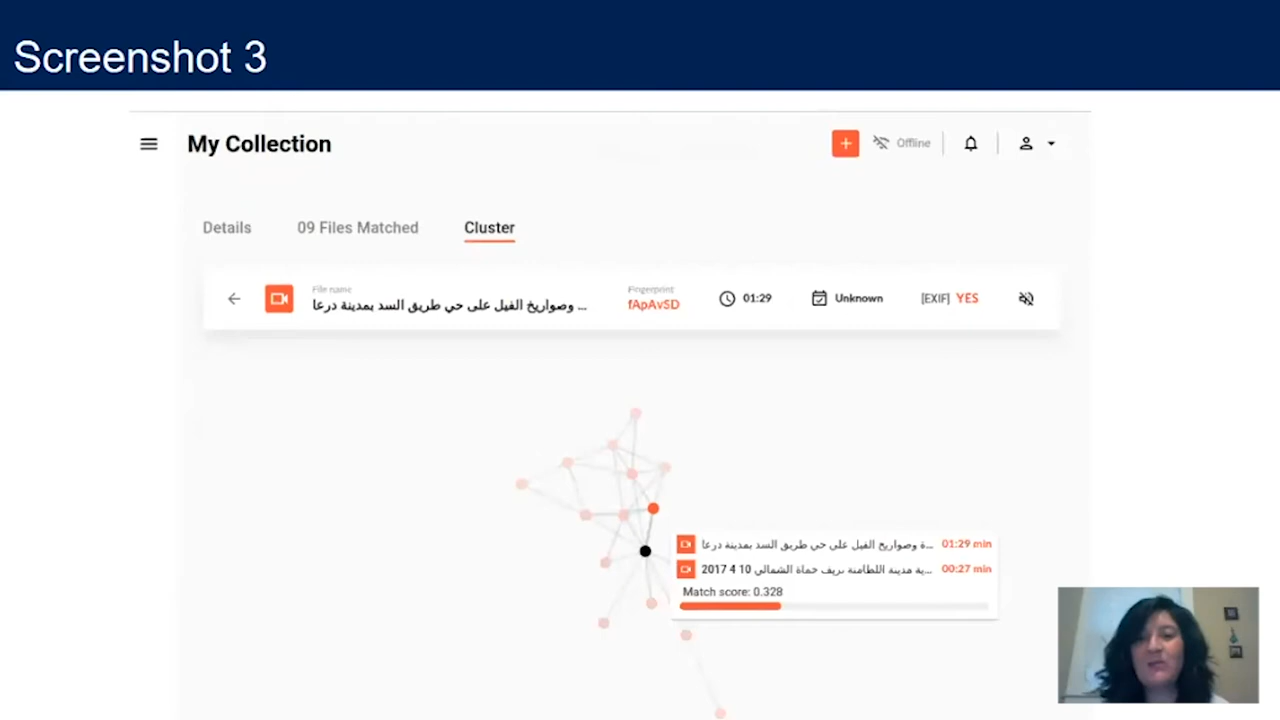 Screenshot 3
My Collection
Offline
Details
09 Files Matched
Cluster
File name
... وصواريخ الفيل على حي طريق السد بمدينة درعا
Fingerprint
fApAvSD
01:29
Unknown
[EXIF] YES
...ة وصواريخ الفيل على حي طريق السد بمدينة درعا 01:29 min
...ية مدينة اللطامنة بريف حماة الشمالي 10 4 2017 00:27 min
Match score: 0.328